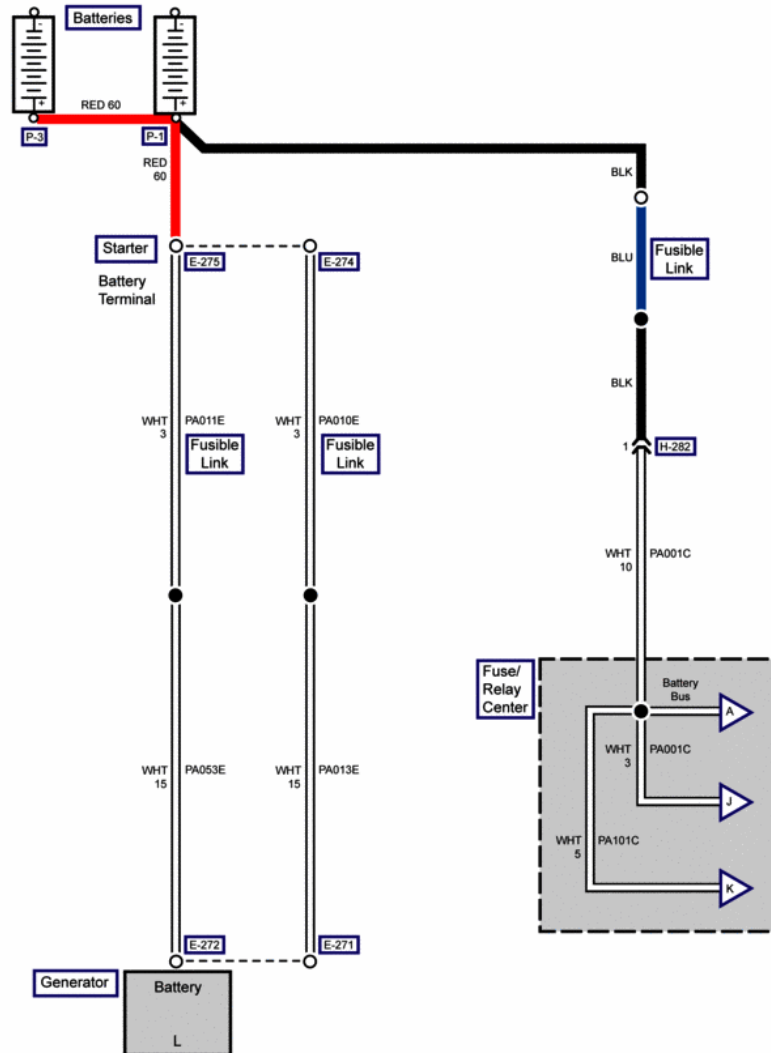 Batteries
-
-
+
+
RED 60
P-3
P-1
RED
60
BLK
Starter
E-275
E-274
BLU
Fusible
Link
Battery
Terminal
BLK
WHT
3
PA011E
WHT
3
PA010E
Fusible
Link
Fusible
Link
1
H-282
WHT
10
PA001C
Fuse/
Relay
Center
Battery
Bus
A
WHT
3
PA001C
WHT
15
PA053E
WHT
15
PA013E
J
WHT
5
PA101C
K
E-272
E-271
Generator
Battery
L